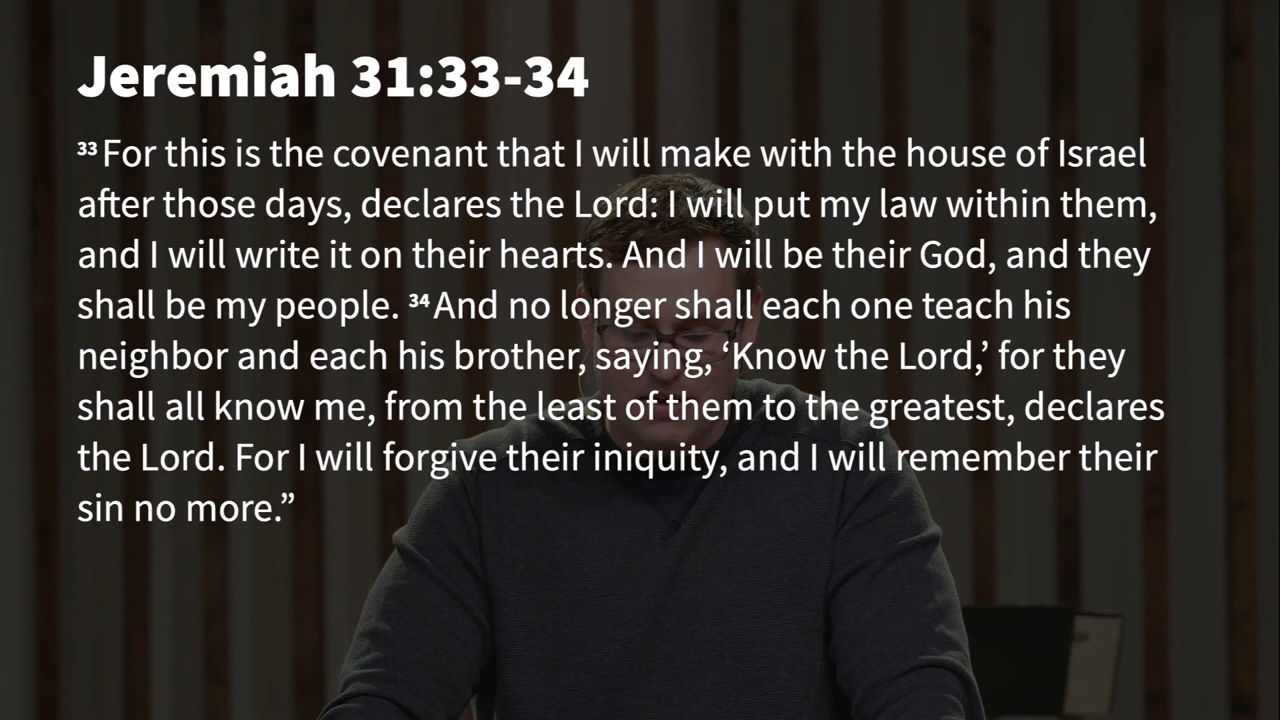 Jeremiah 31:33-34
³³ For this is the covenant that I will make with the house of Israel
after those days, declares the Lord: I will put my law within them,
and I will write it on their hearts. And I will be their God, and they
shall be my people. ³⁴ And no longer shall each one teach his
neighbor and each his brother, saying, ‘Know the Lord,’ for they
shall all know me, from the least of them to the greatest, declares
the Lord. For I will forgive their iniquity, and I will remember their
sin no more.”